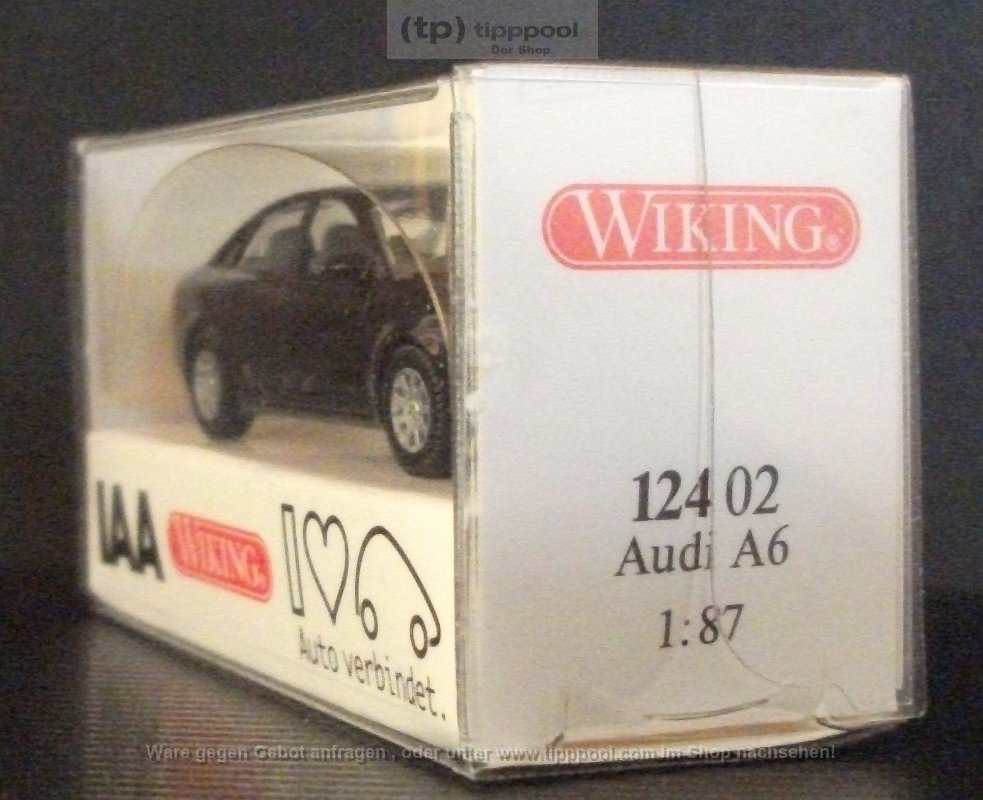 (tp) tipppool
Der Shop
WIKING®
124 02
Audi A6
1:87
IAA WIKING® I
Auto verbindet.
Ware gegen Gebot anfragen , oder unter www.tipppool.com im Shop nachsehen!